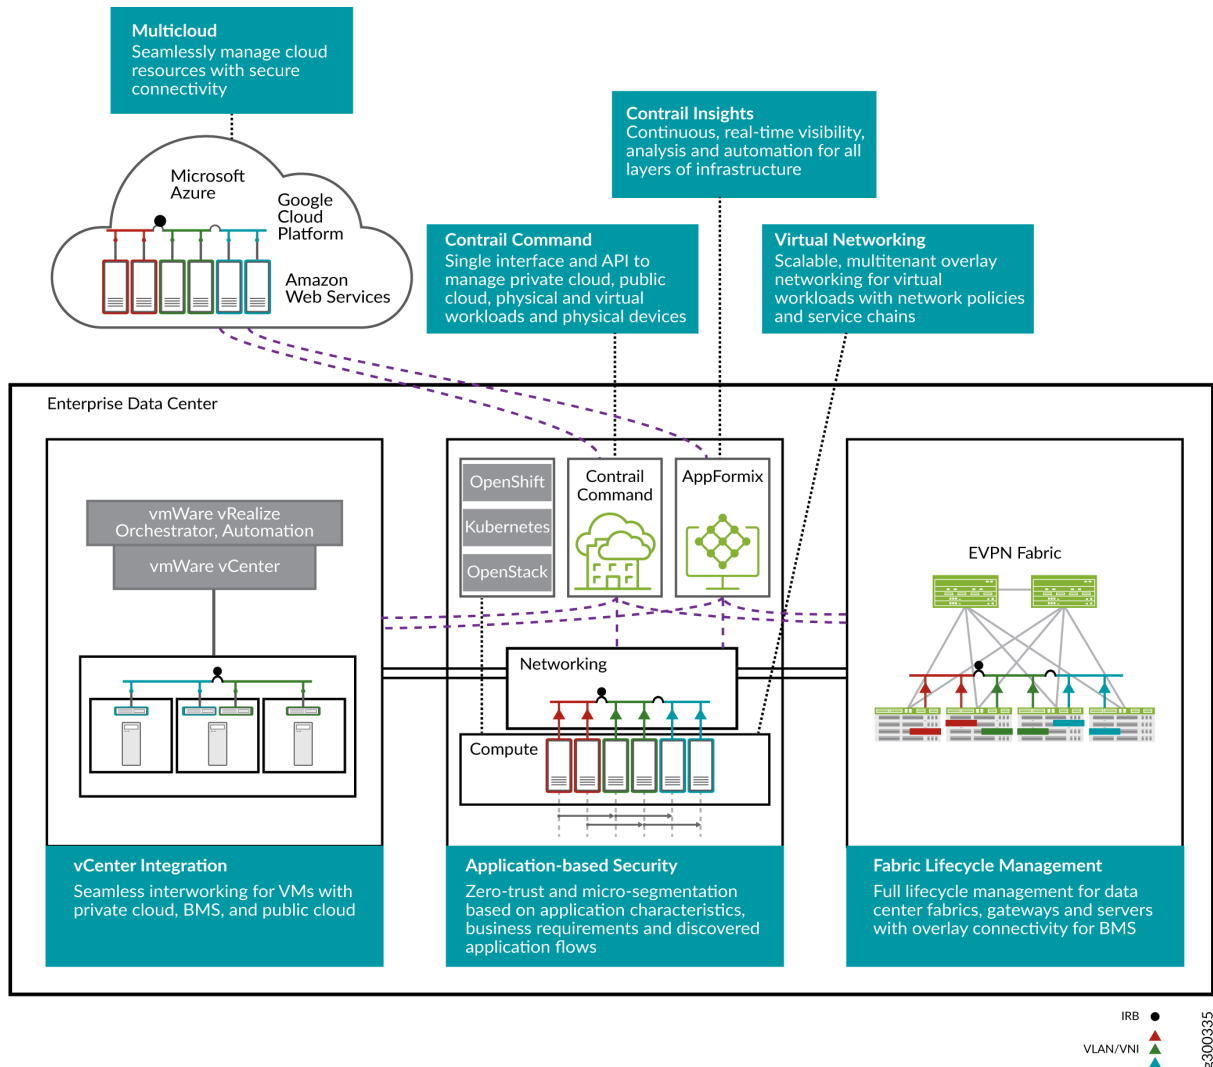 Multicloud
Seamlessly manage cloud
resources with secure
connectivity
Contrail Insights
Continuous, real-time visibility,
analysis and automation for all
layers of infrastructure
Microsoft
Azure
Google
Cloud
Platform
Amazon
Web Services
Contrail Command
Single interface and API to
manage private cloud, public
cloud, physical and virtual
workloads and physical devices
Virtual Networking
Scalable, multitenant overlay
networking for virtual
workloads with network policies
and service chains
Enterprise Data Center
vmWare vRealize
Orchestrator, Automation
vmWare vCenter
OpenShift
Kubernetes
OpenStack
Contrail
Command
AppFormix
EVPN Fabric
Networking
Compute
vCenter Integration
Seamless interworking for VMs with
private cloud, BMS, and public cloud
Application-based Security
Zero-trust and micro-segmentation
based on application characteristics,
business requirements and discovered
application flows
Fabric Lifecycle Management
Full lifecycle management for data
center fabrics, gateways and servers
with overlay connectivity for BMS
IRB
VLAN/VNI
g300335